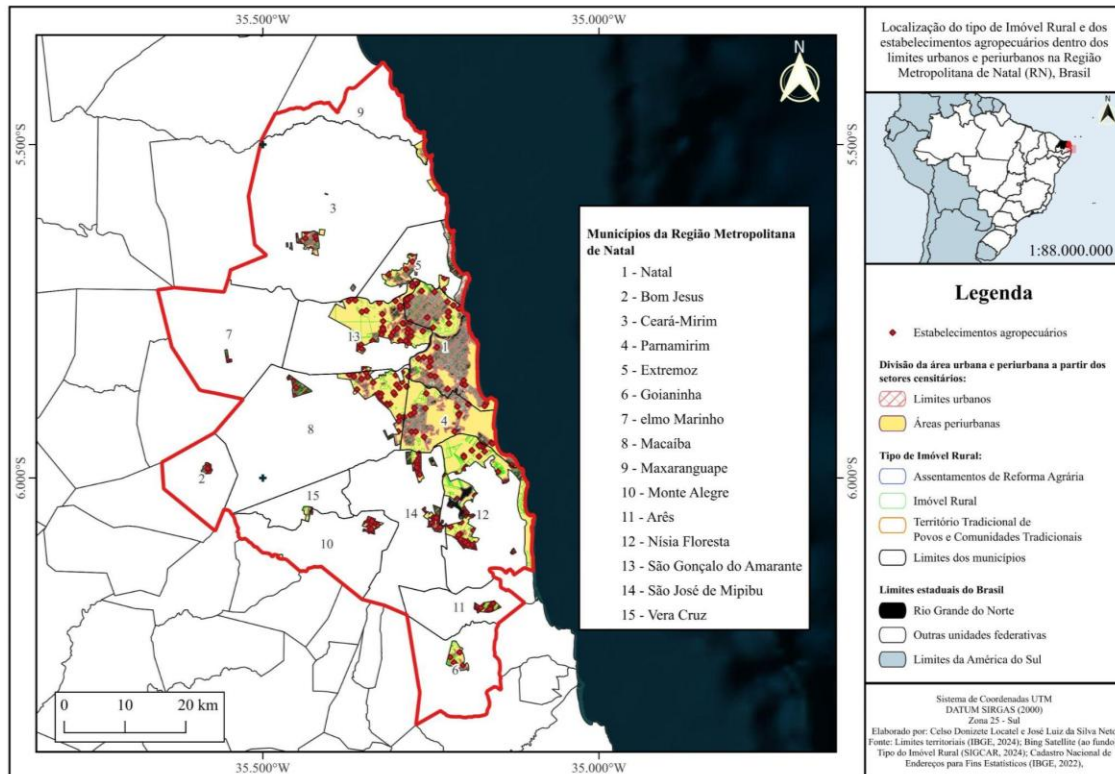 35.500°W
35.000°W
5.500°S
6.000°S
5.500°S
6.000°S
35.500°W
35.000°W
N
9
3
5
13
1
7
4
8
2
15
14
12
10
11
6
0 10 20 km
Municípios da Região Metropolitana
de Natal
1 - Natal
2 - Bom Jesus
3 - Ceará-Mirim
4 - Parnamirim
5 - Extremoz
6 - Goianinha
7 - elmo Marinho
8 - Macaíba
9 - Maxaranguape
10 - Monte Alegre
11 - Arês
12 - Nísia Floresta
13 - São Gonçalo do Amarante
14 - São José de Mipibu
15 - Vera Cruz
Localização do tipo de Imóvel Rural e dos
estabelecimentos agropecuários dentro dos
limites urbanos e periurbanos na Região
Metropolitana de Natal (RN), Brasil
N
1:88.000.000
Legenda
Estabelecimentos agropecuários
Divisão da área urbana e periurbana a partir dos
setores censitários:
Limites urbanos
Áreas periurbanas
Tipo de Imóvel Rural:
Assentamentos de Reforma Agrária
Imóvel Rural
Território Tradicional de
Povos e Comunidades Tradicionais
Limites dos municípios
Limites estaduais do Brasil
Rio Grande do Norte
Outras unidades federativas
Limites da América do Sul
Sistema de Coordenadas UTM
DATUM SIRGAS (2000)
Zona 25 - Sul
Elaborado por: Celso Donizete Locatel e José Luiz da Silva Neto
Fonte: Limites territoriais (IBGE, 2024); Bing Satellite (ao fundo)
Tipo do Imóvel Rural (SIGCAR, 2024); Cadastro Nacional de
Endereços para Fins Estatísticos (IBGE, 2022),